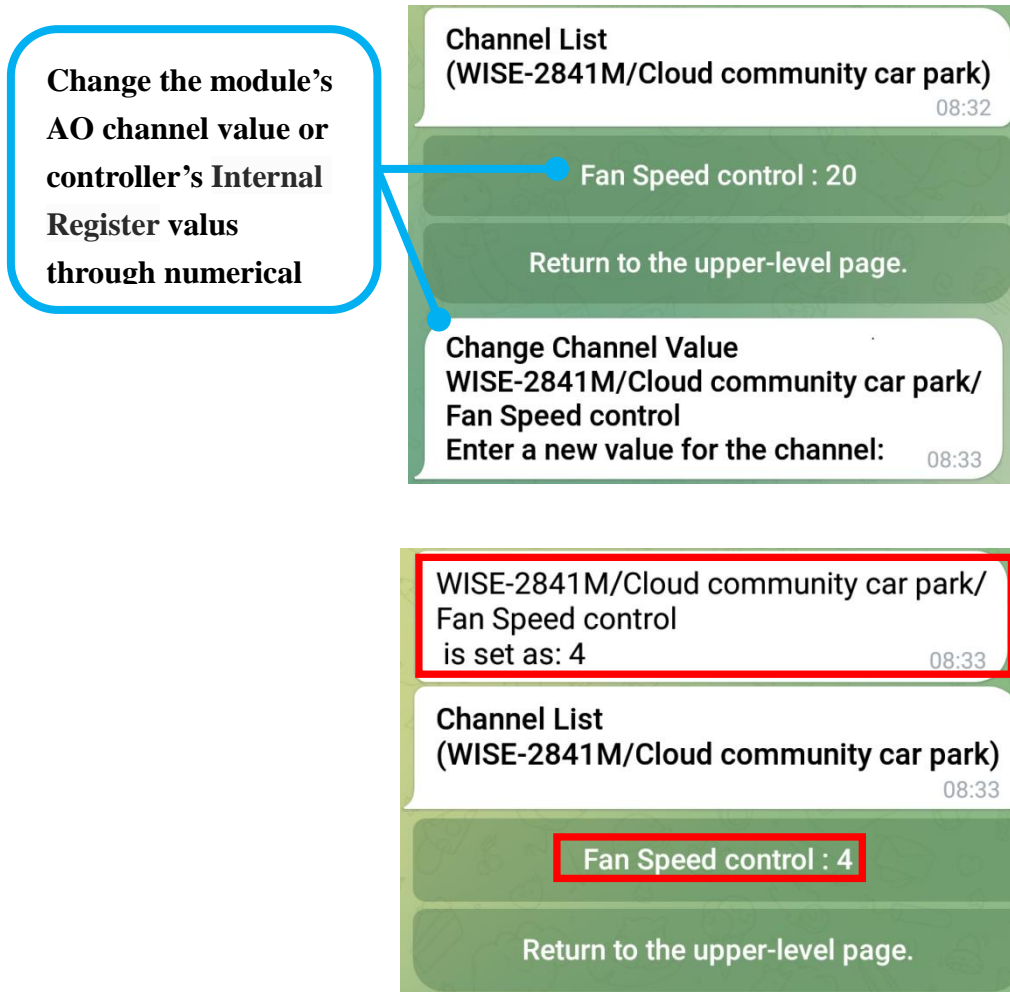 Change the module’s
AO channel value or
controller’s Internal
Register valus
through numerical
Channel List
(WISE-2841M/Cloud community car park)
08:32
Fan Speed control : 20
Return to the upper-level page.
Change Channel Value
WISE-2841M/Cloud community car park/
Fan Speed control
Enter a new value for the channel:
08:33
WISE-2841M/Cloud community car park/
Fan Speed control
is set as: 4
08:33
Channel List
(WISE-2841M/Cloud community car park)
08:33
Fan Speed control : 4
Return to the upper-level page.